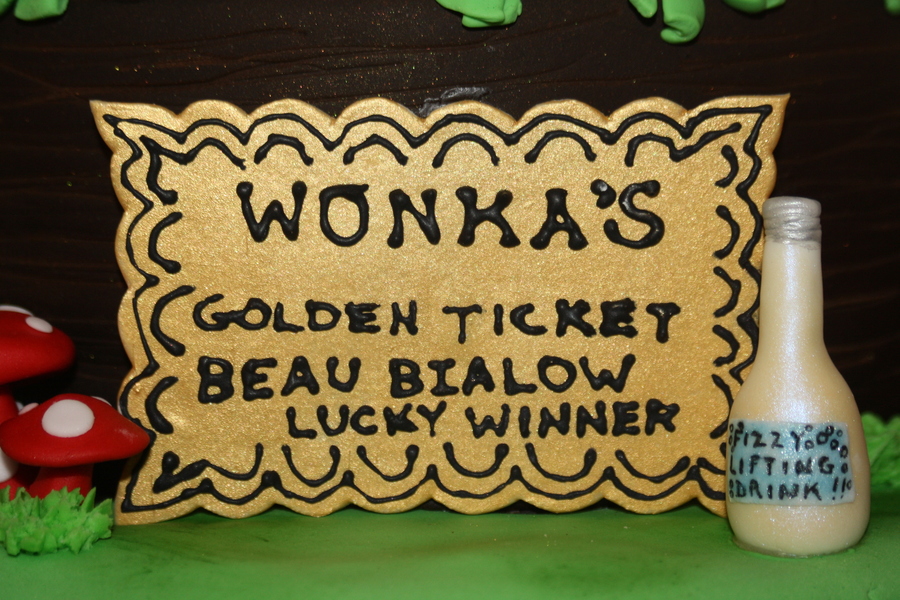 WONKA'S
GOLDEN TICKET
BEAU BIALOW
LUCKY WINNER
FIZZY
LIFTING
DRINK !!